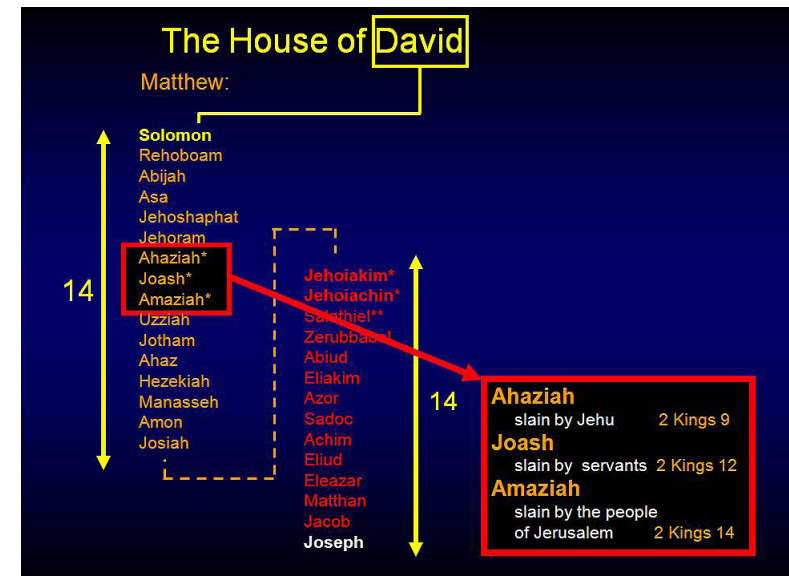 The House of David
Matthew:
14
Solomon
Rehoboam
Abijah
Asa
Jehoshaphat
Jehoram
Ahaziah*
Joash*
Amaziah*
Uzziah
Jotham
Ahaz
Hezekiah
Manasseh
Amon
Josiah
Jehoiakim*
Jehoiachin*
Salathiel**
Zerubbabel
Abiud
Eliakim
Azor
Sadoc
Achim
Eliud
Eleazar
Matthan
Jacob
Joseph
14
Ahaziah
slain by Jehu 2 Kings 9
Joash
slain by servants 2 Kings 12
Amaziah
slain by the people
of Jerusalem 2 Kings 14